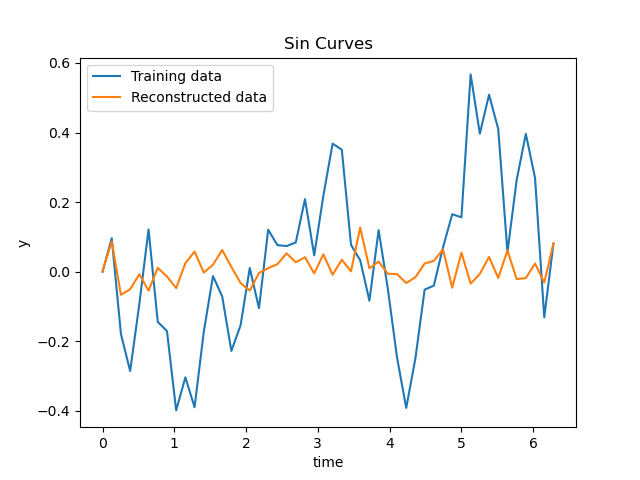 Sin Curves
Training data
Reconstructed data
0.6
0.4
0.2
0.0
−0.2
−0.4
y
0 1 2 3 4 5 6
time